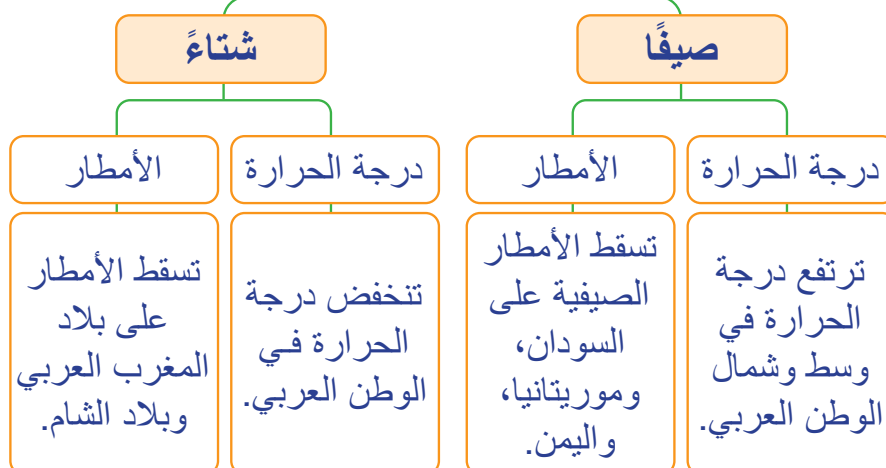 صيفًا
شتاءً
درجة الحرارة
الأمطار
درجة الحرارة
الأمطار
ترتفع درجة
الحرارة في
وسط وشمال
الوطن العربي.
تسقط الأمطار
الصيفية على
السودان،
وموريتانيا،
واليمن.
تنخفض درجة
الحرارة في
الوطن العربي.
تسقط الأمطار
على بلاد
المغرب العربي
وبلاد الشام.